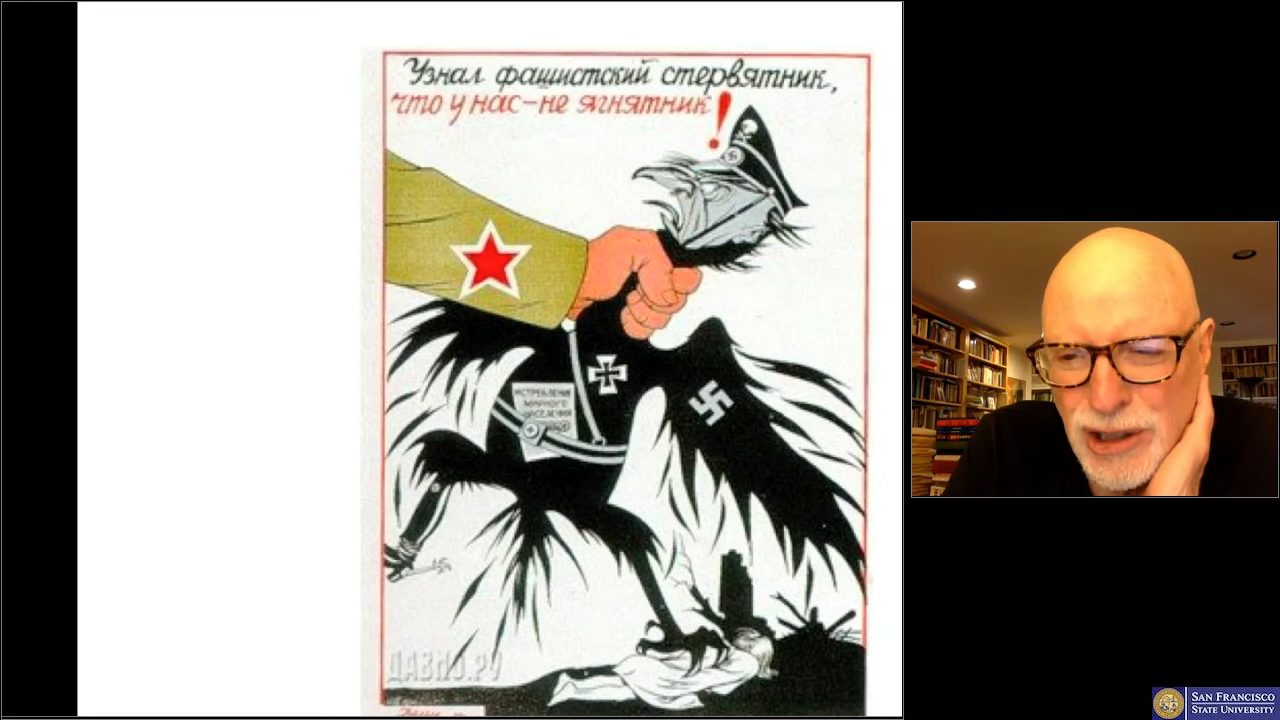 Узнал фашистский стервятник,
что у нас-не ягнятник!
ИСТРЕБЛЕНИЕ
МИРНОГО
НАСЕЛЕНИЯ
ДАВНО.РУ
SAN FRANCISCO
STATE UNIVERSITY